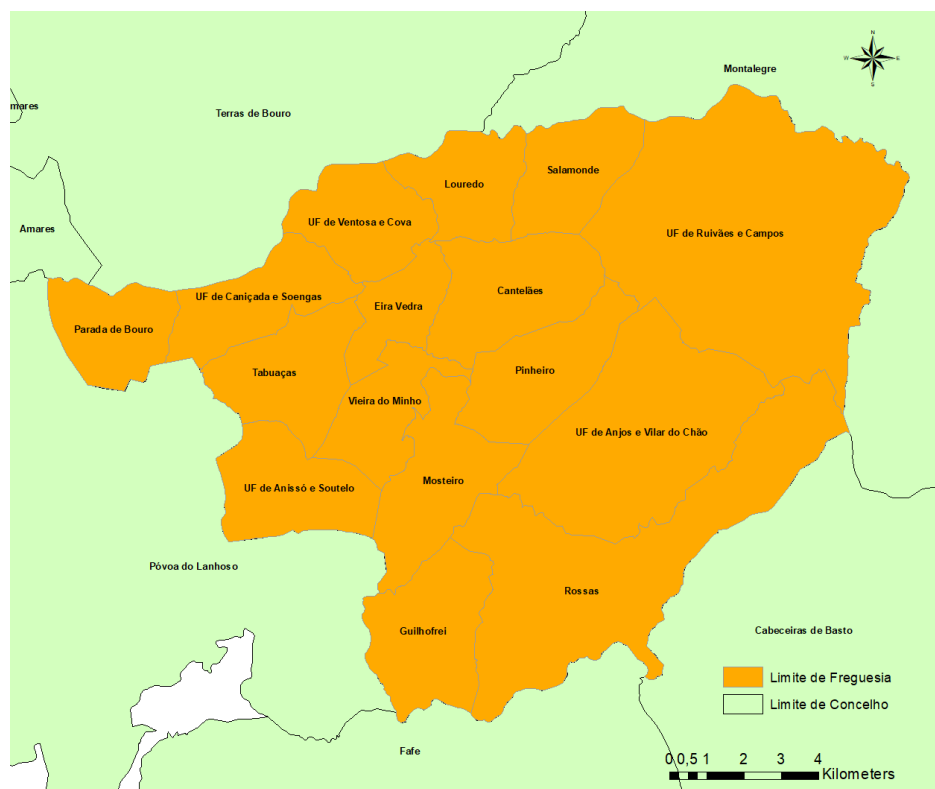 N
W E
S
Montalegre
mares
Terras de Bouro
Salamonde
Louredo
UF de Ventosa e Cova
Amares
UF de Ruivães e Campos
Cantelães
UF de Caniçada e Soengas
Eira Vedra
Parada de Bouro
Tabuaças
Pinheiro
Vieira do Minho
UF de Anjos e Vilar do Chão
Mosteiro
UF de Anissó e Soutelo
Póvoa do Lanhoso
Rossas
Guilhofrei
Cabeceiras de Basto
Limite de Freguesia
Limite de Concelho
Fafe
0 0,5 1 2 3 4
Kilometers